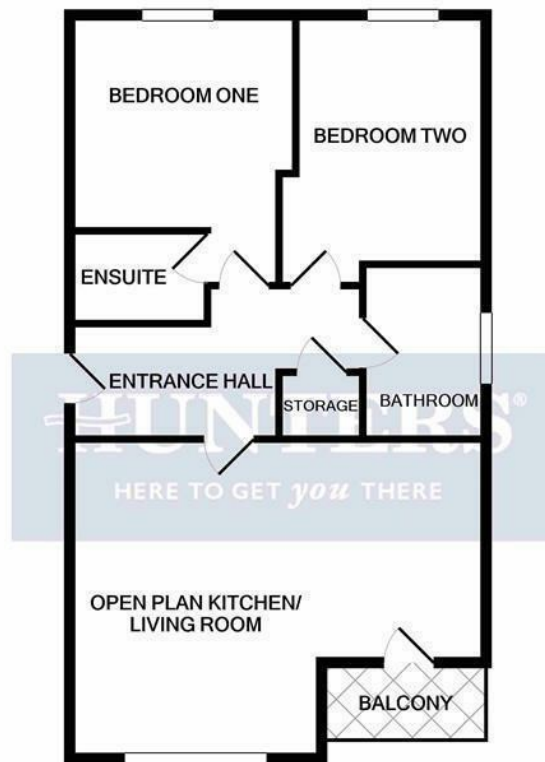 BEDROOM ONE
BEDROOM TWO
ENSUITE
ENTRANCE HALL
STORAGE
BATHROOM
HUNTERS®
HERE TO GET you THERE
OPEN PLAN KITCHEN/
LIVING ROOM
BALCONY